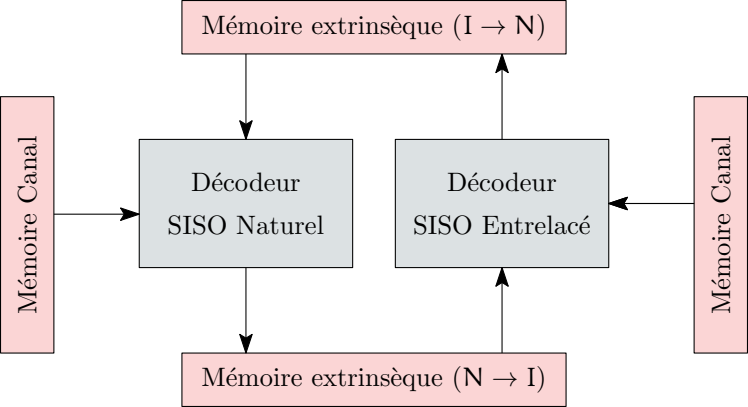 Mémoire extrinsèque (I → N)
Mémoire Canal
Décodeur
SISO Naturel
Décodeur
SISO Entrelacé
Mémoire Canal
Mémoire extrinsèque (N → I)